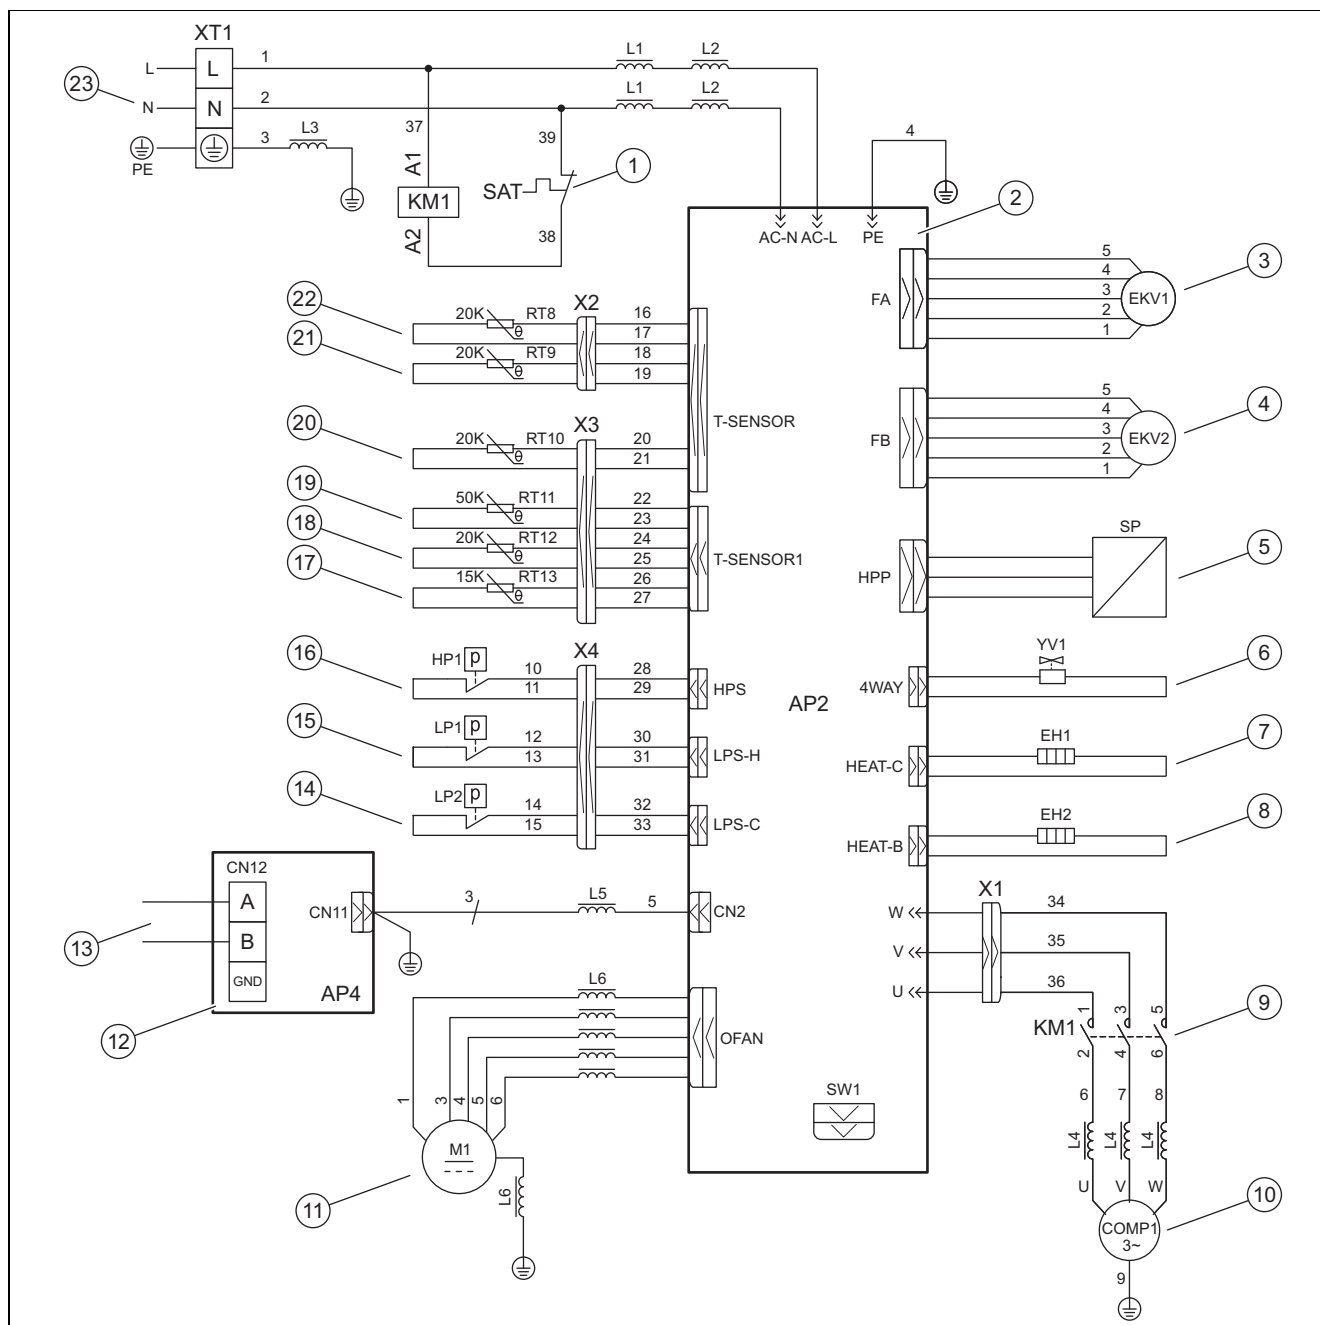 XT1
L L 1 L1 L2
23 N N 2 L1 L2
PE 3 L3
37 39 4
A1 KM1 A2
SAT 1
38
AC-N AC-L PE 2
FA 5 4 3 2 1 EKV1 3
22 20K RT8 X2 16
17
21 20K RT9 18
19
T-SENSOR
FB 5 4 3 2 1 EKV2 4
20 20K RT10 X3 20
21
19 50K RT11 22
23
18 20K RT12 24
25
17 15K RT13 26
27
T-SENSOR1
HPP SP 5
16 HP1 p 10 X4 28
11 29
HPS
AP2
4WAY YV1 6
15 LP1 p 12 30
13 31
LPS-H
HEAT-C EH1 7
14 LP2 p 14 32
15 33
LPS-C
HEAT-B EH2 8
CN12
A
B
GND
CN11
AP4
13
12
3 L5 5 CN2
X1
W 34
V 35
U 36
L6 OFAN
1 3 4 5 6
M1
L6
11
SW1
KM1 1 3 5 9
2 4 6
6 7 8
L4 L4 L4
U V W
COMP1
3~
10
9